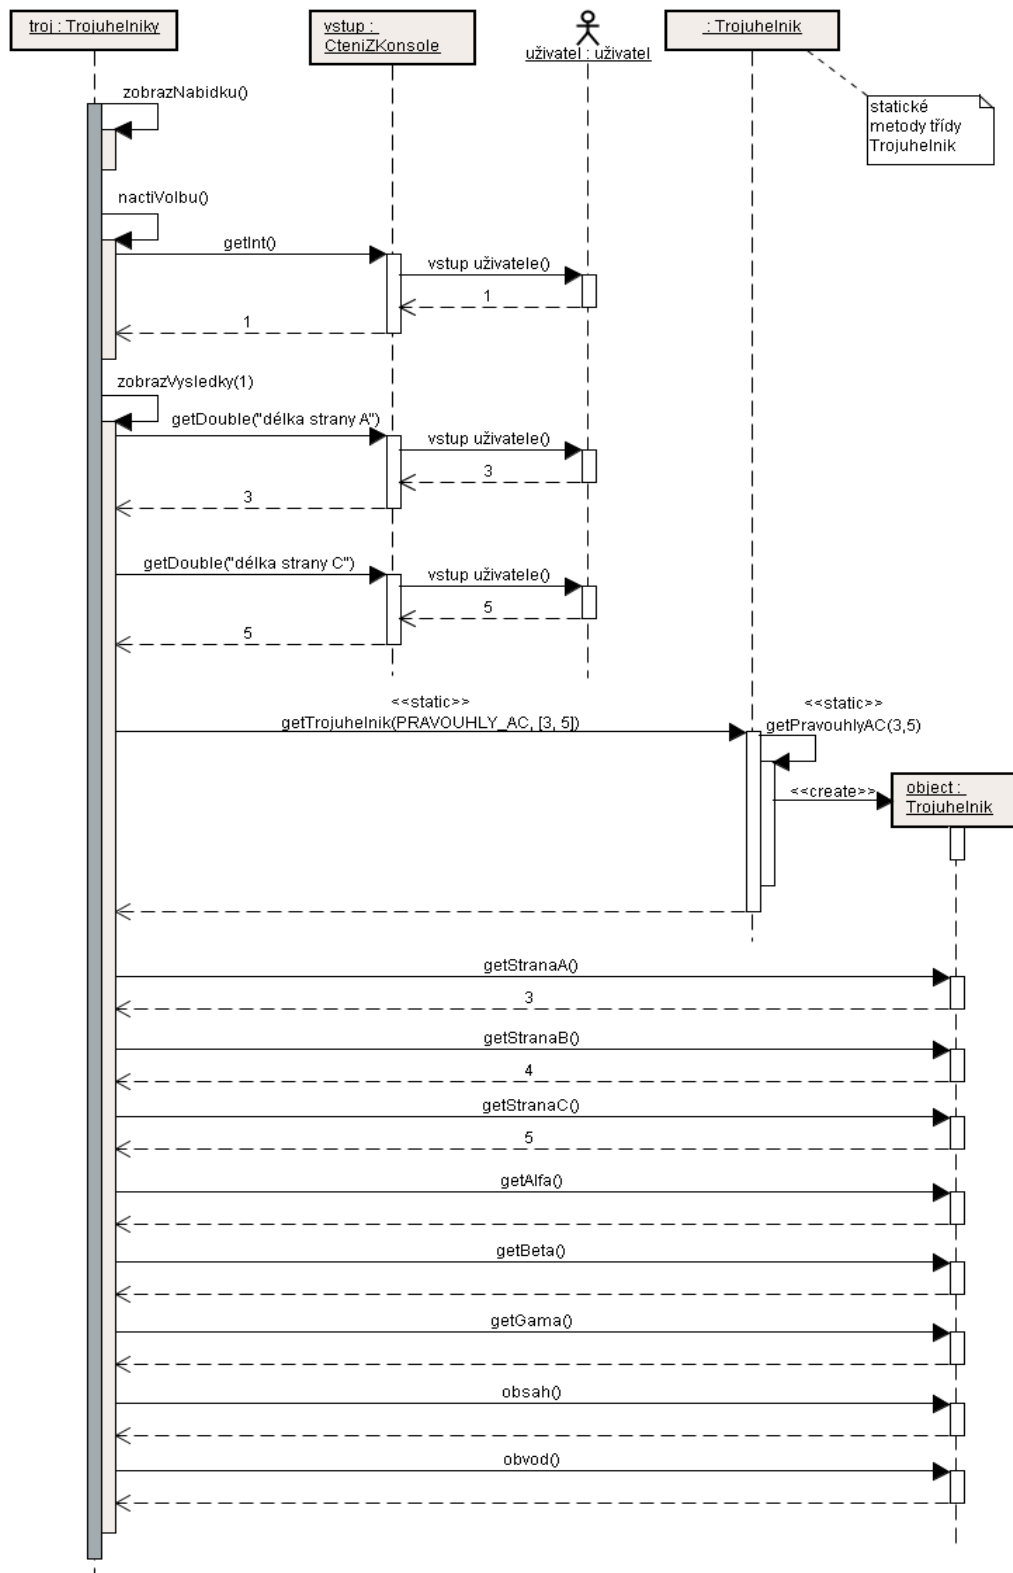 troj : Trojuhelniky
vstup :
CteniZKonsole
uživatel : uživatel
: Trojuhelnik
statické
metody třídy
Trojuhelnik
zobrazNabidku()
nactiVolbu()
getInt()
vstup uživatele()
1
1
zobrazVysledky(1)
getDouble("délka strany A")
vstup uživatele()
3
3
getDouble("délka strany C")
vstup uživatele()
5
5
<<static>>
getTrojuhelnik(PRAVOUHLY_AC, [3, 5])
<<static>>
getPravouhlyAC(3,5)
<<create>>
object :
Trojuhelnik
getStranaA()
3
getStranaB()
4
getStranaC()
5
getAlfa()
getBeta()
getGama()
obsah()
obvod()